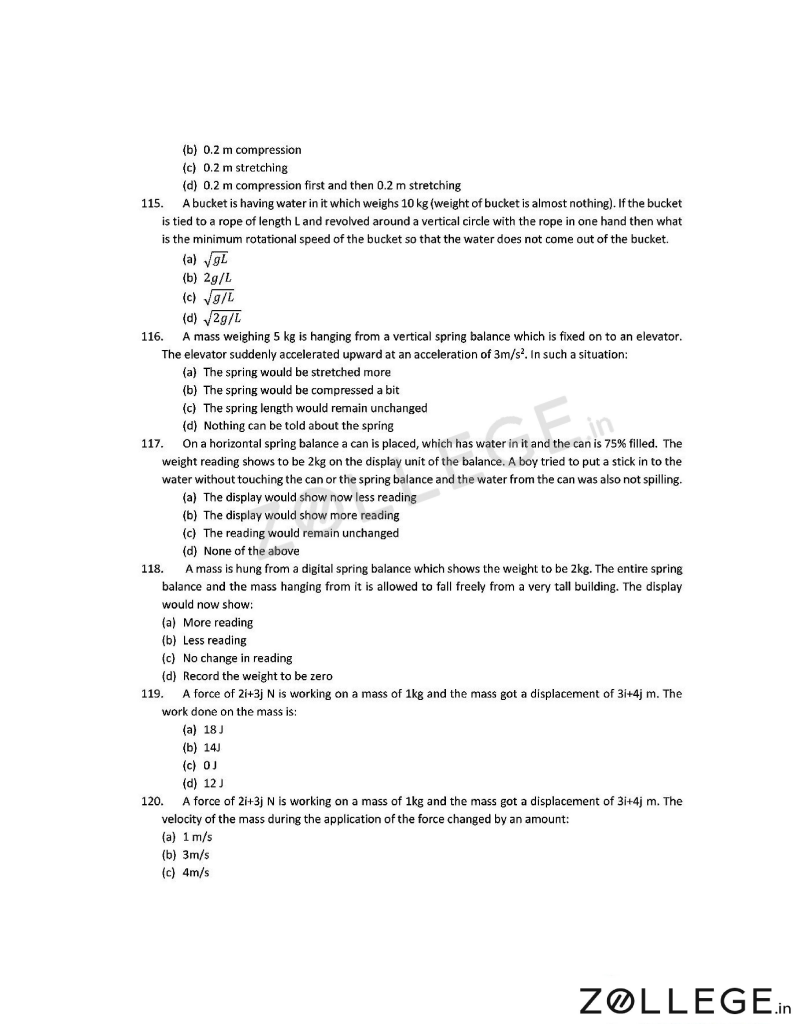 (b) 0.2 m compression
(c) 0.2 m stretching
(d) 0.2 m compression first and then 0.2 m stretching
115. A bucket is having water in it which weighs 10 kg (weight of bucket is almost nothing). If the bucket
is tied to a rope of length L and revolved around a vertical circle with the rope in one hand then what
is the minimum rotational speed of the bucket so that the water does not come out of the bucket.
(a) √gL
(b) 2g/L
(c) √g/L
(d) √2g/L
116. A mass weighing 5 kg is hanging from a vertical spring balance which is fixed on to an elevator.
The elevator suddenly accelerated upward at an acceleration of 3m/s². In such a situation:
(a) The spring would be stretched more
(b) The spring would be compressed a bit
(c) The spring length would remain unchanged
(d) Nothing can be told about the spring
117. On a horizontal spring balance a can is placed, which has water in it and the can is 75% filled. The
weight reading shows to be 2kg on the display unit of the balance. A boy tried to put a stick in to the
water without touching the can or the spring balance and the water from the can was also not spilling.
(a) The display would show now less reading
(b) The display would show more reading
(c) The reading would remain unchanged
(d) None of the above
118. A mass is hung from a digital spring balance which shows the weight to be 2kg. The entire spring
balance and the mass hanging from it is allowed to fall freely from a very tall building. The display
would now show:
(a) More reading
(b) Less reading
(c) No change in reading
(d) Record the weight to be zero
119. A force of 2i+3j N is working on a mass of 1kg and the mass got a displacement of 3i+4j m. The
work done on the mass is:
(a) 18 J
(b) 14J
(c) 0 J
(d) 12 J
120. A force of 2i+3j N is working on a mass of 1kg and the mass got a displacement of 3i+4j m. The
velocity of the mass during the application of the force changed by an amount:
(a) 1 m/s
(b) 3m/s
(c) 4m/s
ZOLLEGE.in
ZOLLEGE.in